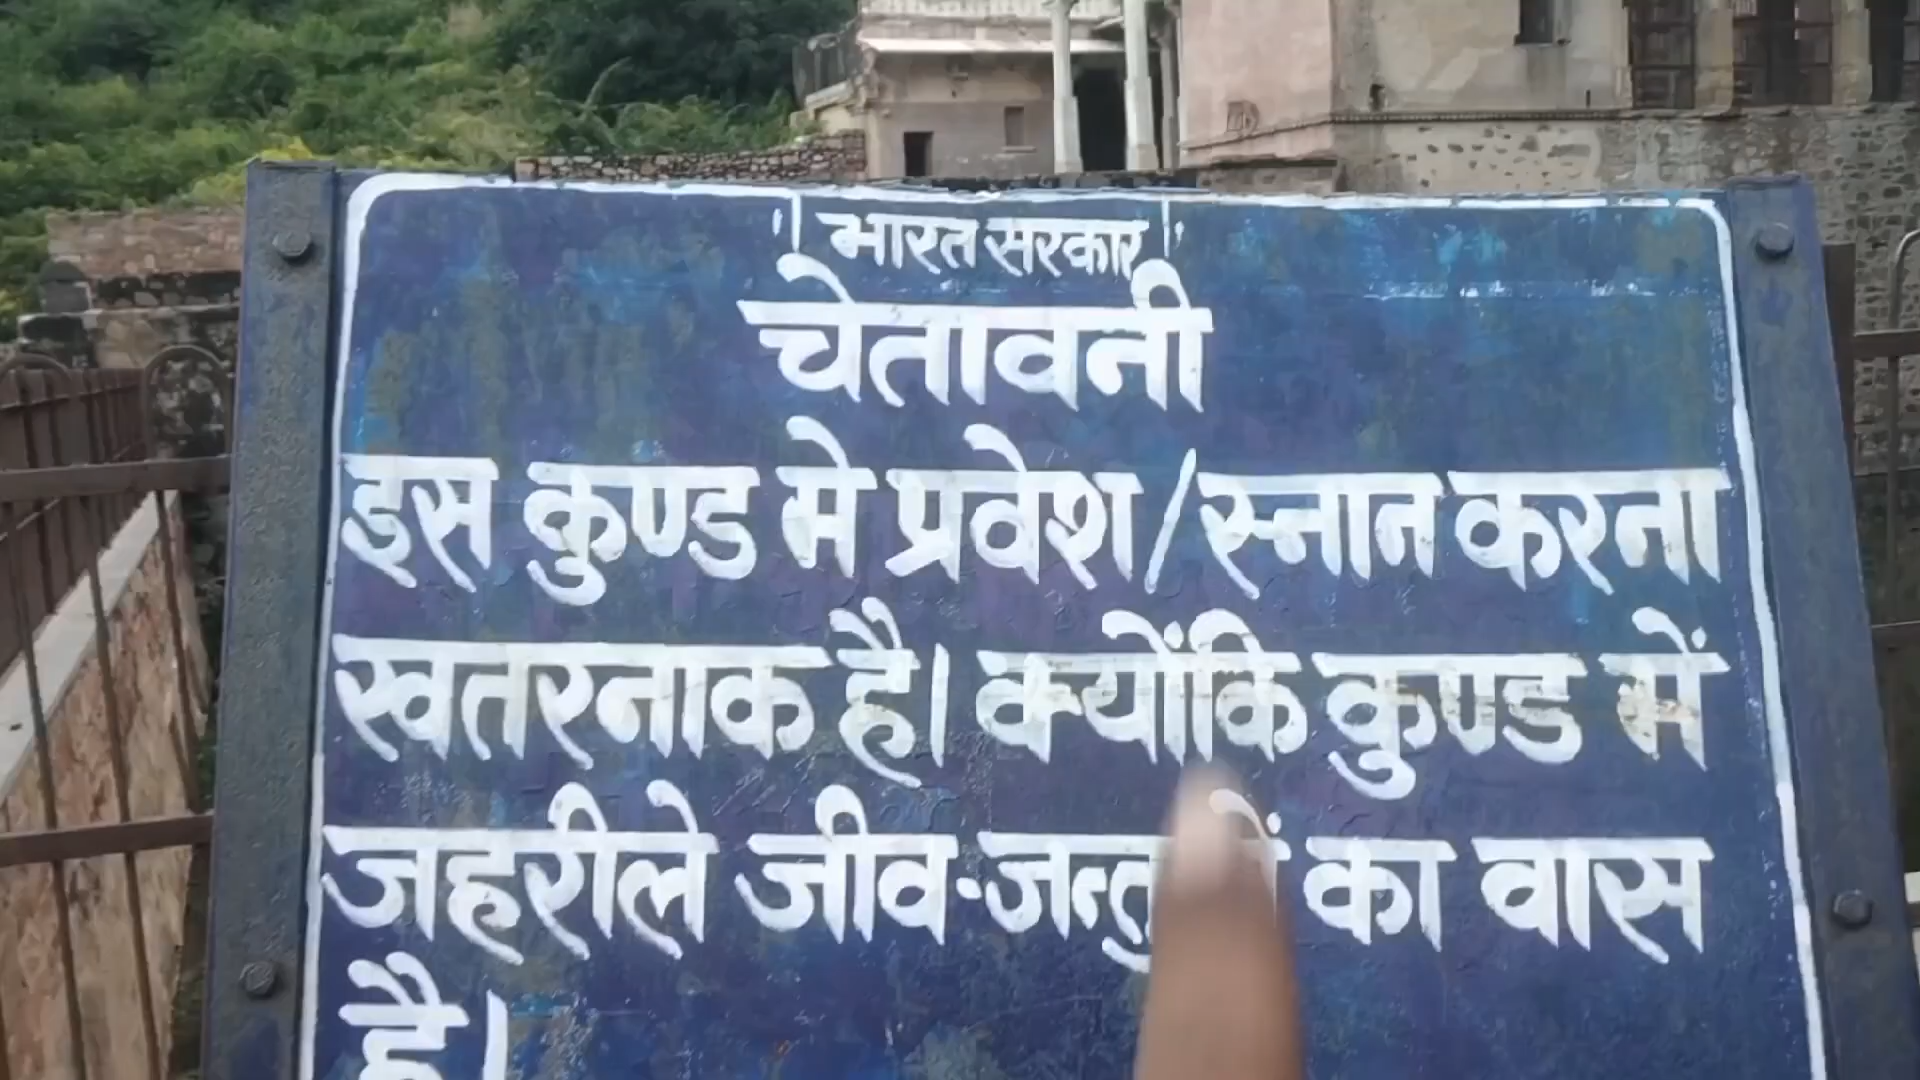 भारत सरकार
चेतावनी
इस कुण्ड मे प्रवेश/स्नान करना
खतरनाक है। क्योंकि कुण्ड में
जहरीले जीव-जन्तुओं का वास
है।